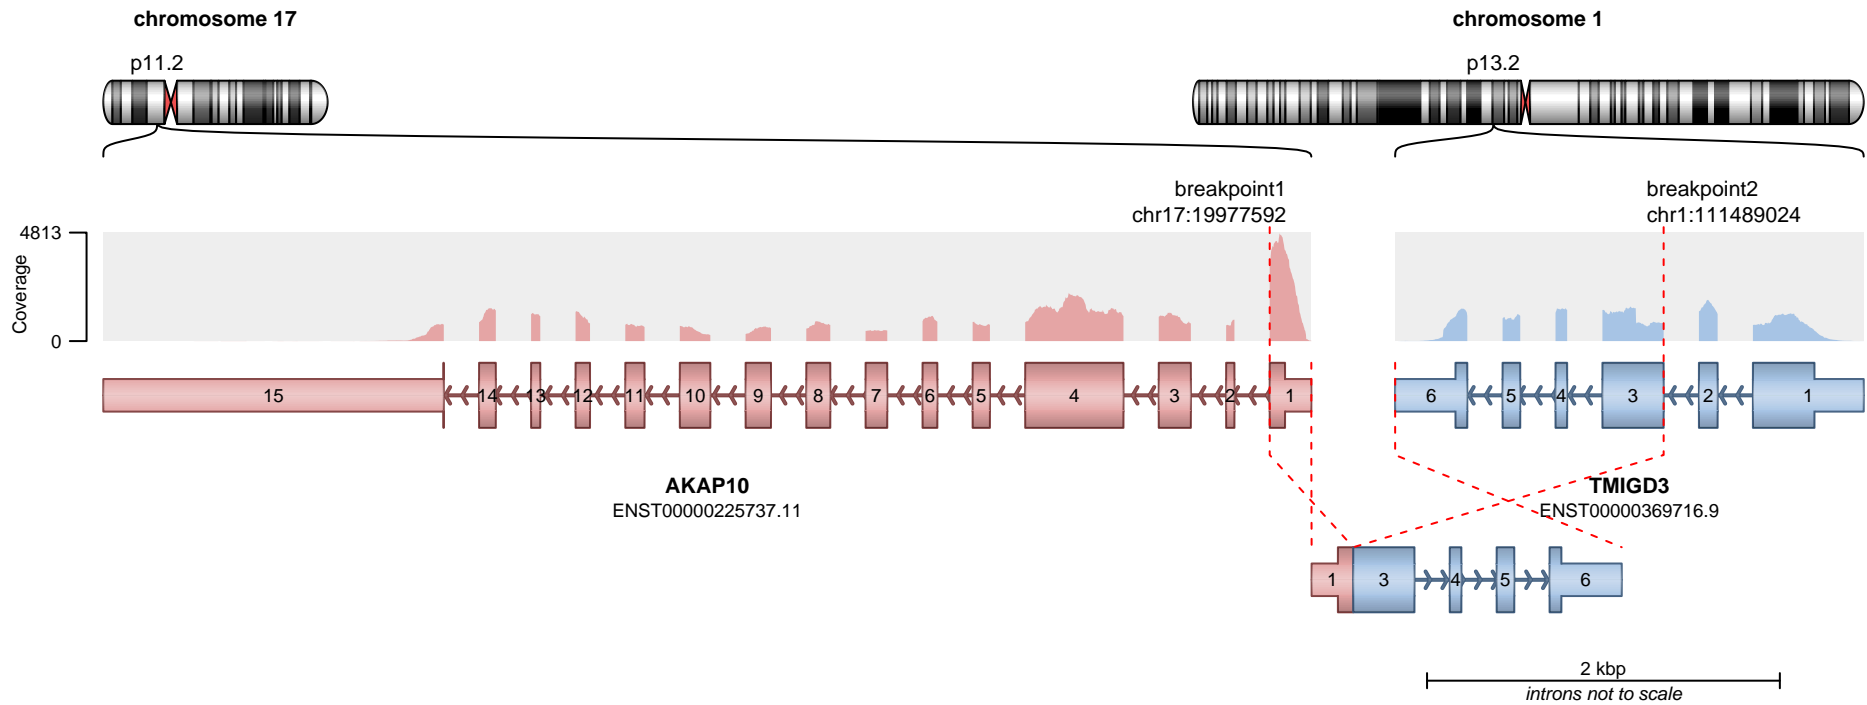 chromosome 17
chromosome 1
p11.2
p13.2
breakpoint1
chr17:19977592
breakpoint2
chr1:111489024
4813
Coverage
0
15 14 13 12 11 10 9 8 7 6 5 4 3 2 1
6 5 4 3 2 1
AKAP10
ENST00000225737.11
TMIGD3
ENST00000369716.9
1 3 4 5 6
2 kbp
introns not to scale